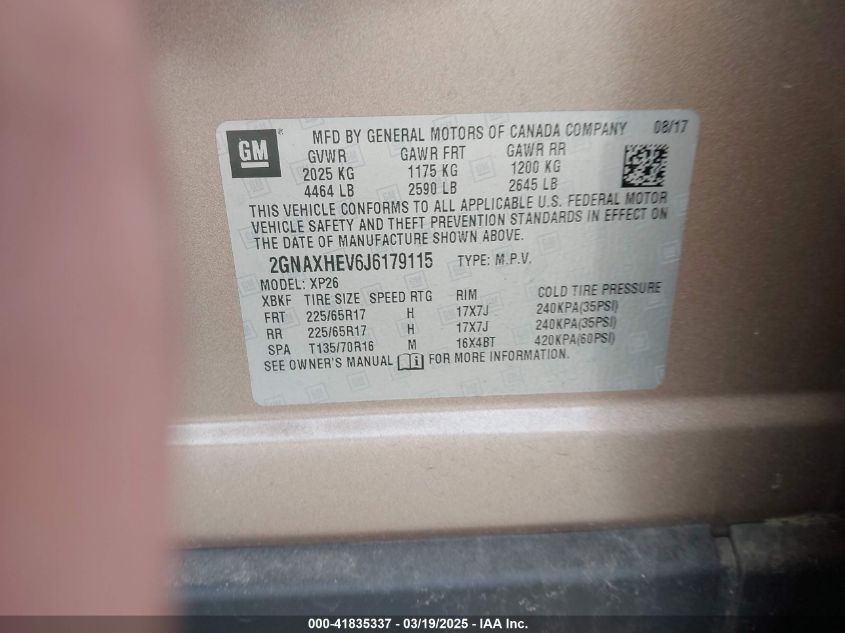 GM ® MFD BY GENERAL MOTORS OF CANADA COMPANY 08/17
GVWR GAWR FRT GAWR RR
2025 KG 1175 KG 1200 KG
4464 LB 2590 LB 2645 LB
THIS VEHICLE CONFORMS TO ALL APPLICABLE U.S. FEDERAL MOTOR
VEHICLE SAFETY AND THEFT PREVENTION STANDARDS IN EFFECT ON
THE DATE OF MANUFACTURE SHOWN ABOVE.
2GNAXHEV6J6179115 TYPE: M.P.V.
MODEL: XP26
XBKF TIRE SIZE SPEED RTG RIM COLD TIRE PRESSURE
FRT 225/65R17 H 17X7J 240KPA(35PSI)
RR 225/65R17 H 17X7J 240KPA(35PSI)
SPA T135/70R16 M 16X4BT 420KPA(60PSI)
SEE OWNER'S MANUAL i FOR MORE INFORMATION.
000-41835337 - 03/19/2025 - IAA Inc.